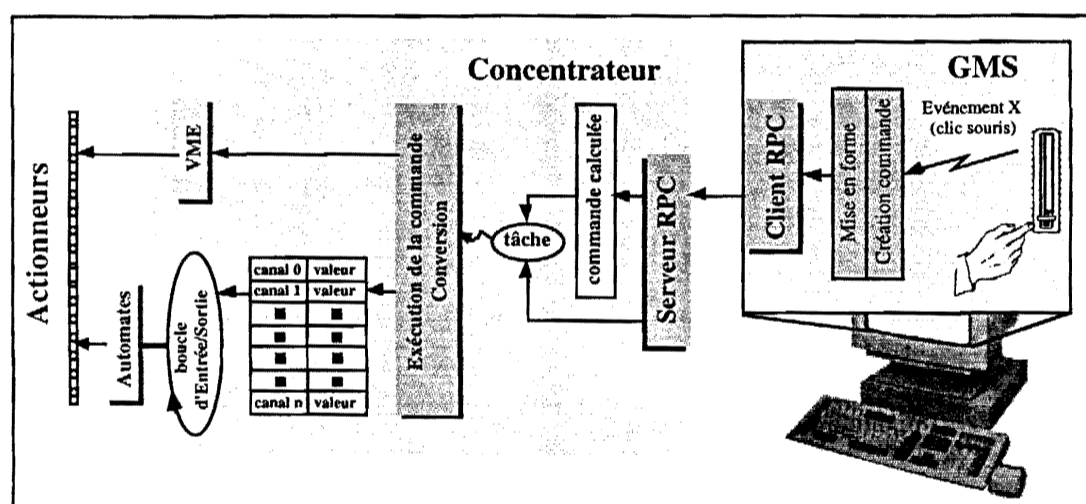 Concentrateur
GMS
Evénement X
(clic souris)
Création commande
Mise en forme
Client RPC
Serveur RPC
commande calculée
tâche
Exécution de la commande
Conversion
VME
canal 0 valeur
canal 1 valeur
canal n valeur
boucle
d'Entrée/Sortie
Automates
Actionneurs